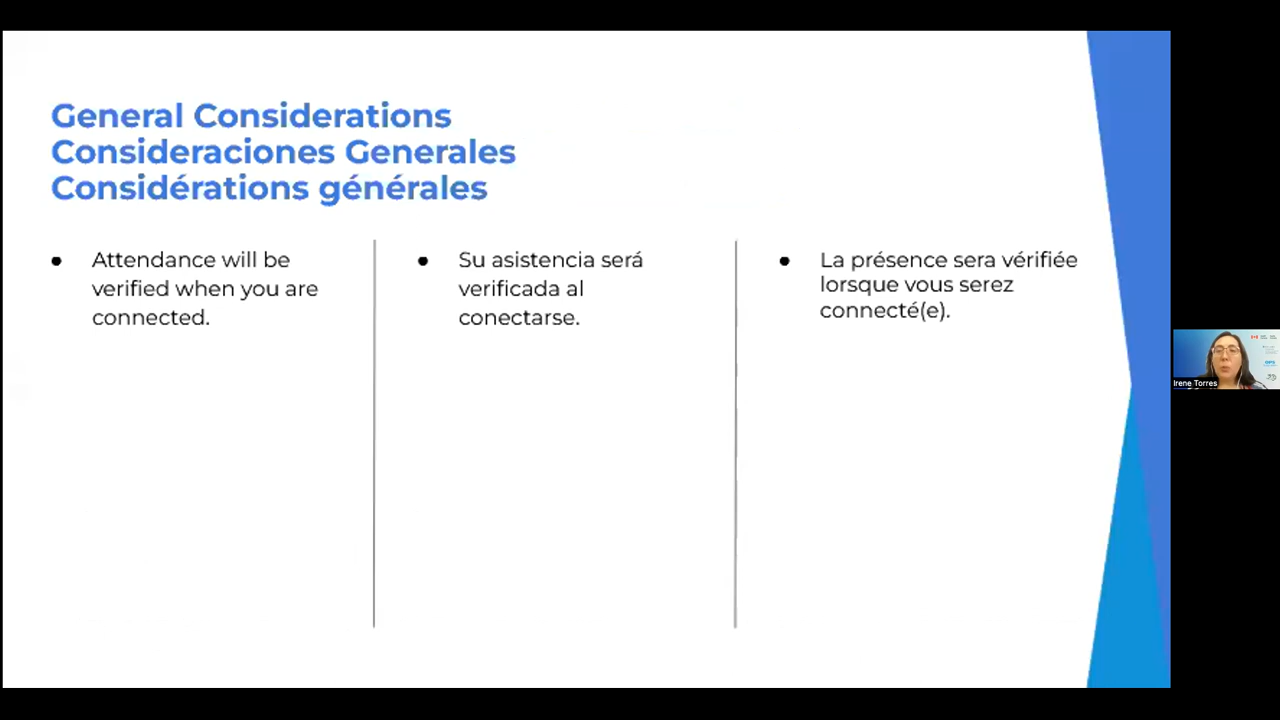 General Considerations
Consideraciones Generales
Considérations générales
● Attendance will be
verified when you are
connected.
● Su asistencia será
verificada al
conectarse.
● La présence sera vérifiée
lorsque vous serez
connecté(e).
Irene Torres